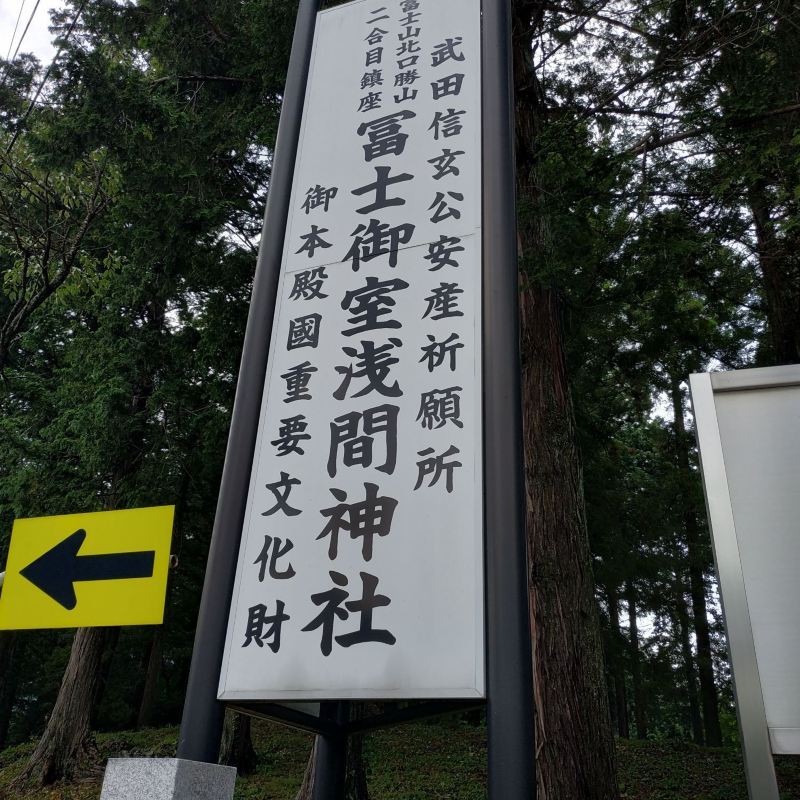 武田信玄公安産祈願所
富士山北口勝山
二合目鎮座
冨士御室浅間神社
御本殿國重要文化財